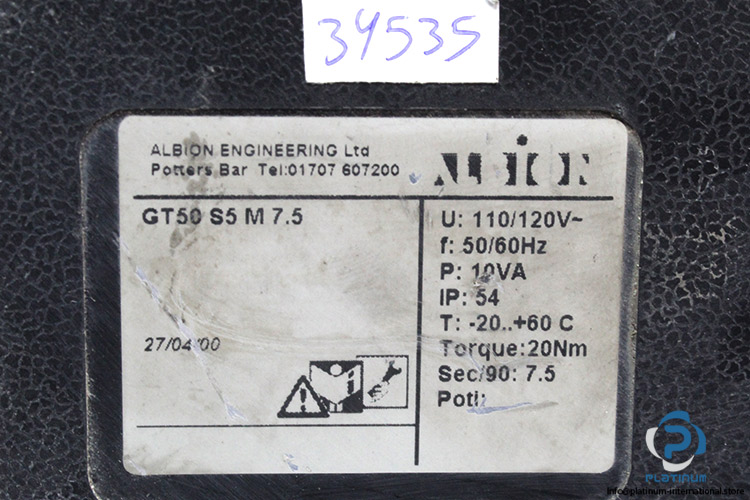 34535
ALBION ENGINEERING Ltd
Potters Bar Tel:01707 607200
ALBION
GT50 S5 M 7.5
27/04/00
U: 110/120V~
f: 50/60Hz
P: 10VA
IP: 54
T: -20..+60 C
Torque:20Nm
Sec/90: 7.5
Poti:
PLATINUM
info@platinum-international.store